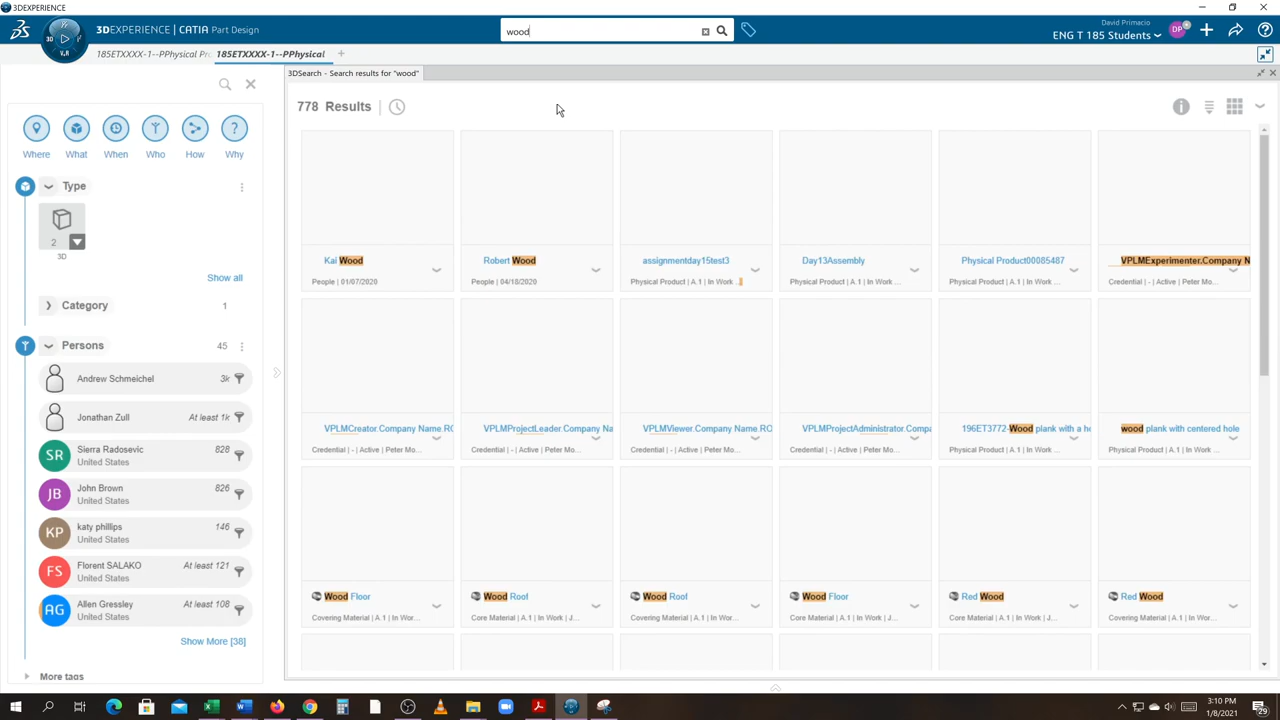 3DEXPERIENCE
3DEXPERIENCE | CATIA Part Design
V.R
wood
David Primacio
ENG T 185 Students
DP
185ETXXXX-1--PPhysical Pr
185ETXXXX-1--PPhysical
3DSearch - Search results for "wood"
778 Results
Where What When Who How Why
Type
2
3D
Show all
Category 1
Persons 45
Andrew Schmeichel 3k
Jonathan Zull At least 1k
SR Sierra Radosevic 828
United States
JB John Brown 826
United States
KP katy phillips 146
United States
FS Florent SALAKO At least 121
United States
AG Allen Gressley At least 108
United States
Show More [38]
More tags
Kai Wood
People | 01/07/2020
Robert Wood
People | 04/18/2020
assignmentday15test3
Physical Product | A.1 | In Work ...
Day13Assembly
Physical Product | A.1 | In Work ...
Physical Product00085487
Physical Product | A.1 | In Work ...
VPLMExperimenter.Company N
Credential | - | Active | Peter Mo...
VPLMCreator.Company Name.RO
Credential | - | Active | Peter Mo...
VPLMProjectLeader.Company Na
Credential | - | Active | Peter Mo...
VPLMViewer.Company Name.RO
Credential | - | Active | Peter Mo...
VPLMProjectAdministrator.Compa
Credential | - | Active | Peter Mo...
196ET3772-Wood plank with a h
Physical Product | A.1 | In Work ...
wood plank with centered hole
Physical Product | A.1 | In Work ...
Wood Floor
Covering Material | A.1 | In Wor...
Wood Roof
Core Material | A.1 | In Work | J...
Wood Roof
Covering Material | A.1 | In Wor...
Wood Floor
Core Material | A.1 | In Work | J...
Red Wood
Core Material | A.1 | In Work | J...
Red Wood
Covering Material | A.1 | In Wor...
3:10 PM
1/8/2021